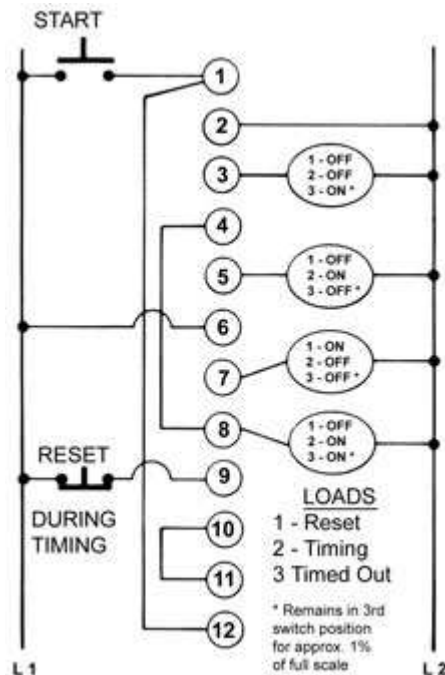 START
1
2
3
1 - OFF
2 - OFF
3 - ON *
4
5
1 - OFF
2 - ON
3 - OFF *
6
7
1 - ON
2 - OFF
3 - OFF *
8
1 - OFF
2 - ON
3 - ON *
RESET
9
DURING
TIMING
10
11
12
LOADS
1 - Reset
2 - Timing
3 Timed Out
* Remains in 3rd
switch position
for approx. 1%
of full scale
L 1
L 2